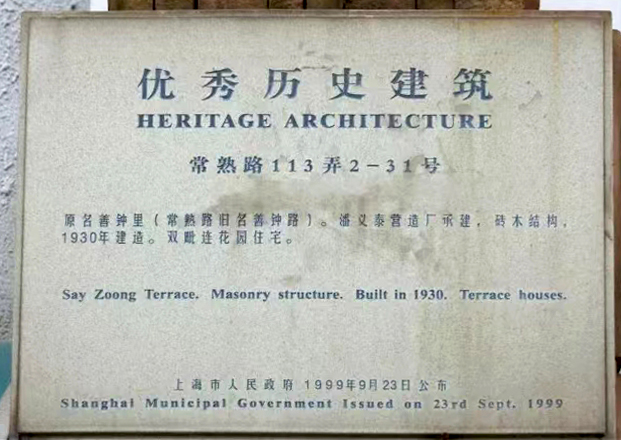 优秀历史建筑
HERITAGE ARCHITECTURE
常熟路113弄2-31号
原名善钟里（常熟路旧名善钟路）。潘义泰营造厂承建，砖木结构，
1930年建造。双毗连花园住宅。
Say Zoong Terrace. Masonry structure. Built in 1930. Terrace houses.
上海市人民政府 1999年9月23日公布
Shanghai Municipal Government Issued on 23rd Sept. 1999